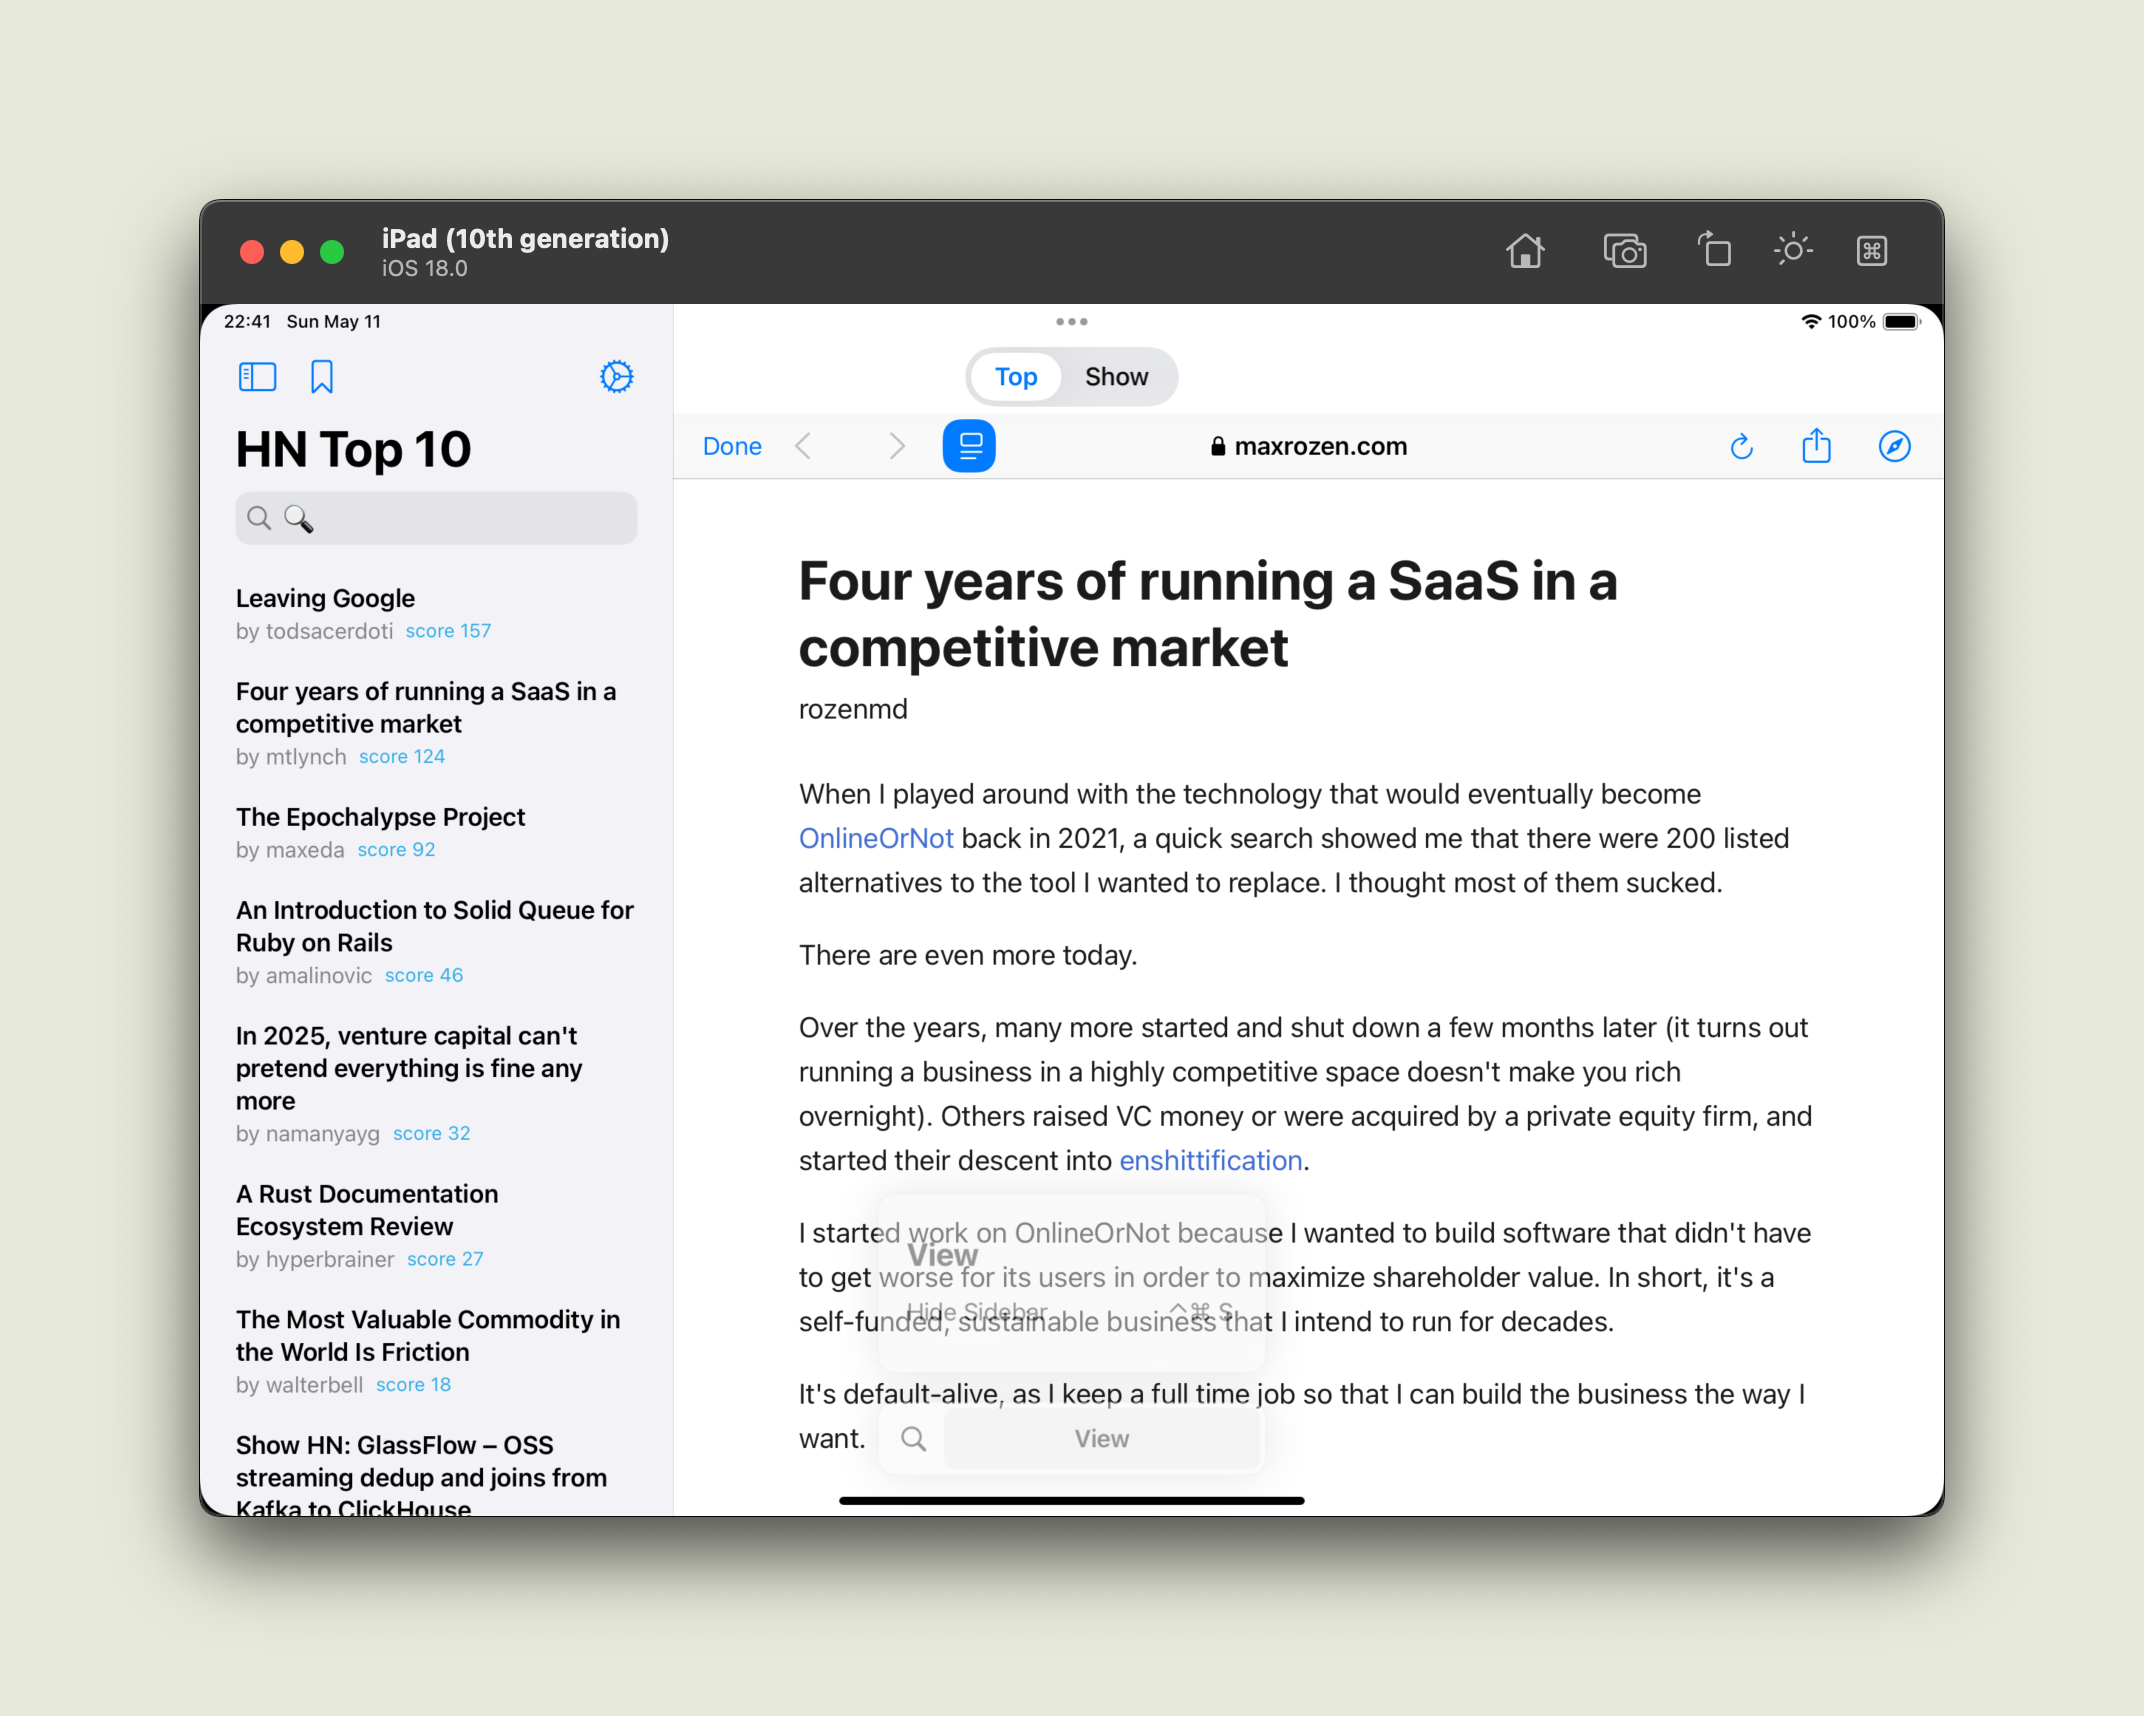 iPad (10th generation)
iOS 18.0
22:41 Sun May 11
100%
HN Top 10
Leaving Google
by todsacerdoti score 157
Four years of running a SaaS in a
competitive market
by mtlynch score 124
The Epochalypse Project
by maxeda score 92
An Introduction to Solid Queue for
Ruby on Rails
by amalinovic score 46
In 2025, venture capital can't
pretend everything is fine any
more
by namanyayg score 32
A Rust Documentation
Ecosystem Review
by hyperbrainer score 27
The Most Valuable Commodity in
the World Is Friction
by walterbell score 18
Show HN: GlassFlow – OSS
streaming dedup and joins from
Kafka to ClickHouse
Top Show
Done
maxrozen.com
Four years of running a SaaS in a
competitive market
rozenmd
When I played around with the technology that would eventually become
OnlineOrNot back in 2021, a quick search showed me that there were 200 listed
alternatives to the tool I wanted to replace. I thought most of them sucked.
There are even more today.
Over the years, many more started and shut down a few months later (it turns out
running a business in a highly competitive space doesn't make you rich
overnight). Others raised VC money or were acquired by a private equity firm, and
started their descent into enshittification.
I started work on OnlineOrNot because I wanted to build software that didn't have
to get worse for its users in order to maximize shareholder value. In short, it's a
self-funded, sustainable business that I intend to run for decades.
It's default-alive, as I keep a full time job so that I can build the business the way I
want.
View
Hide Sidebar ^⌘ S
View